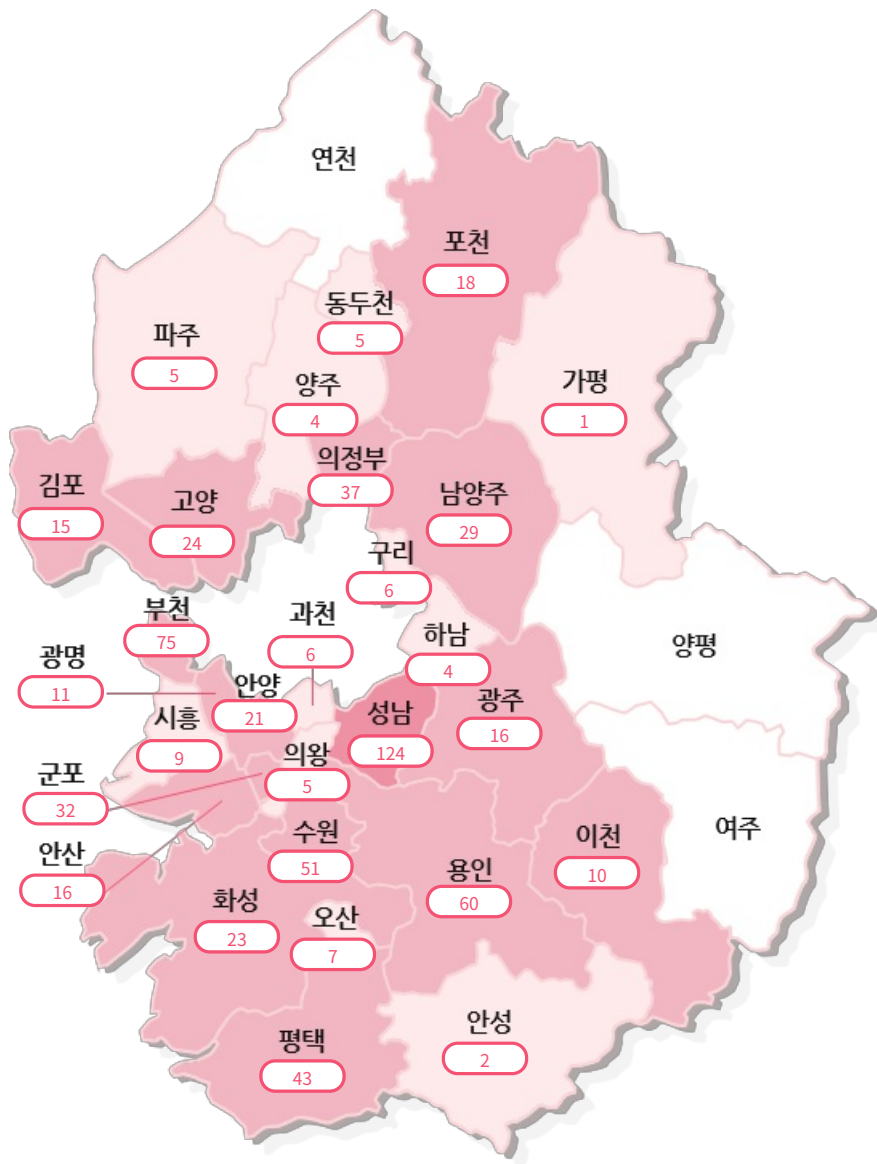 연천
포천
18
동두천
5
파주
5
양주
4
가평
1
의정부
37
김포
15
고양
24
남양주
29
구리
6
부천
75
과천
6
하남
4
양평
광명
11
안양
21
성남
124
광주
16
시흥
9
의왕
5
군포
32
수원
51
이천
10
여주
안산
16
용인
60
화성
23
오산
7
안성
2
평택
43